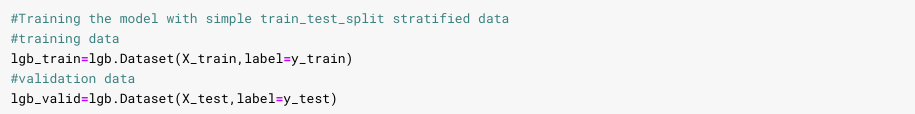 #Training the model with simple train_test_split stratified data
#training data
lgb_train=lgb.Dataset(X_train,label=y_train)
#validation data
lgb_valid=lgb.Dataset(X_test,label=y_test)